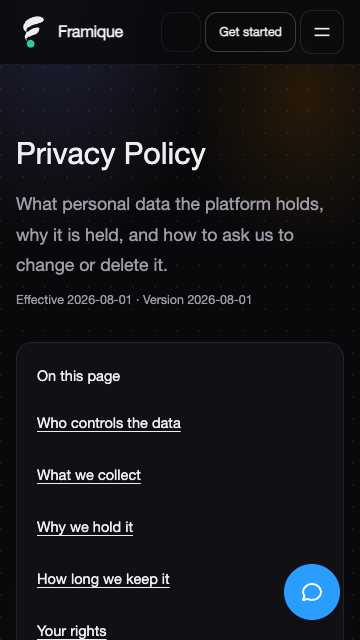 Framique
Get started
Privacy Policy
What personal data the platform holds,
why it is held, and how to ask us to
change or delete it.
Effective 2026-08-01 · Version 2026-08-01
On this page
Who controls the data
What we collect
Why we hold it
How long we keep it
Your rights